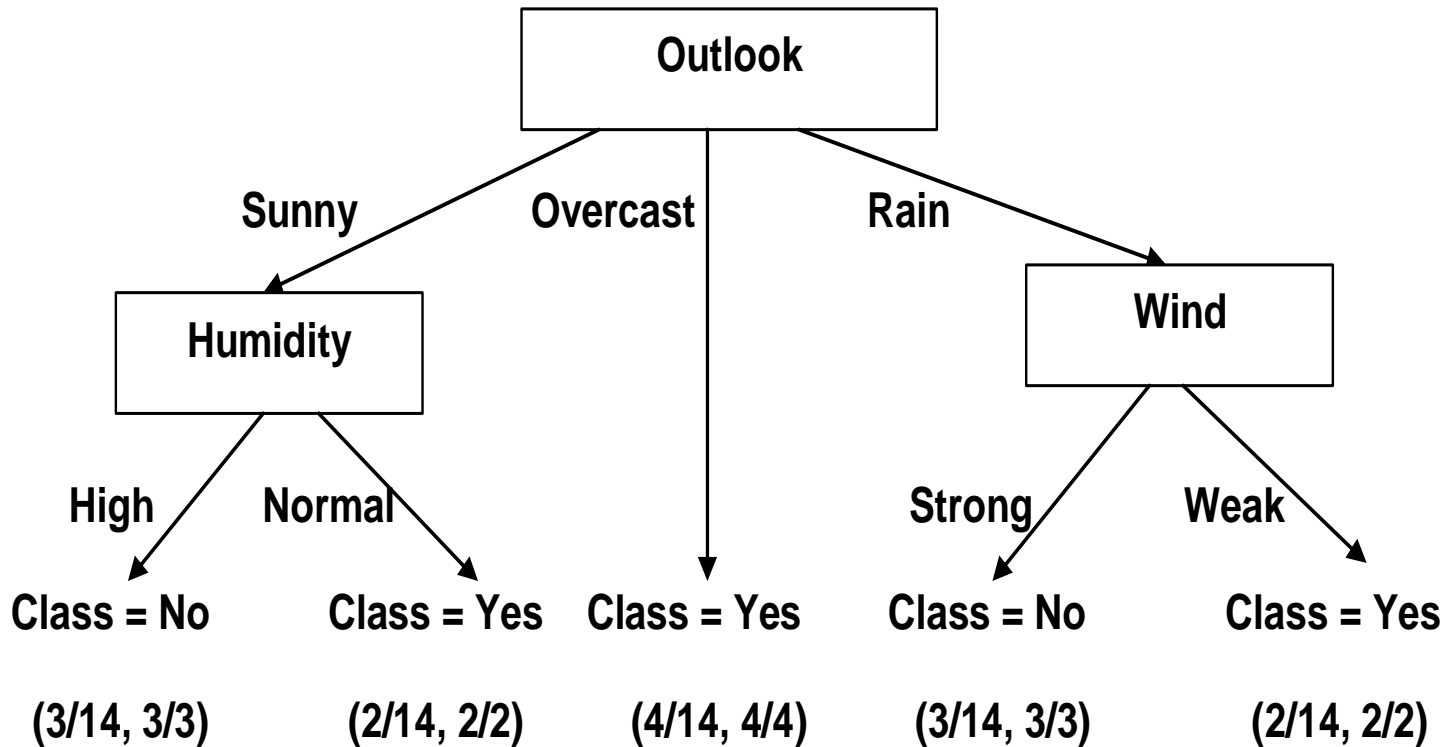 Outlook
Sunny Overcast Rain
Humidity Wind
High Normal Strong Weak
Class = No Class = Yes Class = Yes Class = No Class = Yes
(3/14, 3/3) (2/14, 2/2) (4/14, 4/4) (3/14, 3/3) (2/14, 2/2)